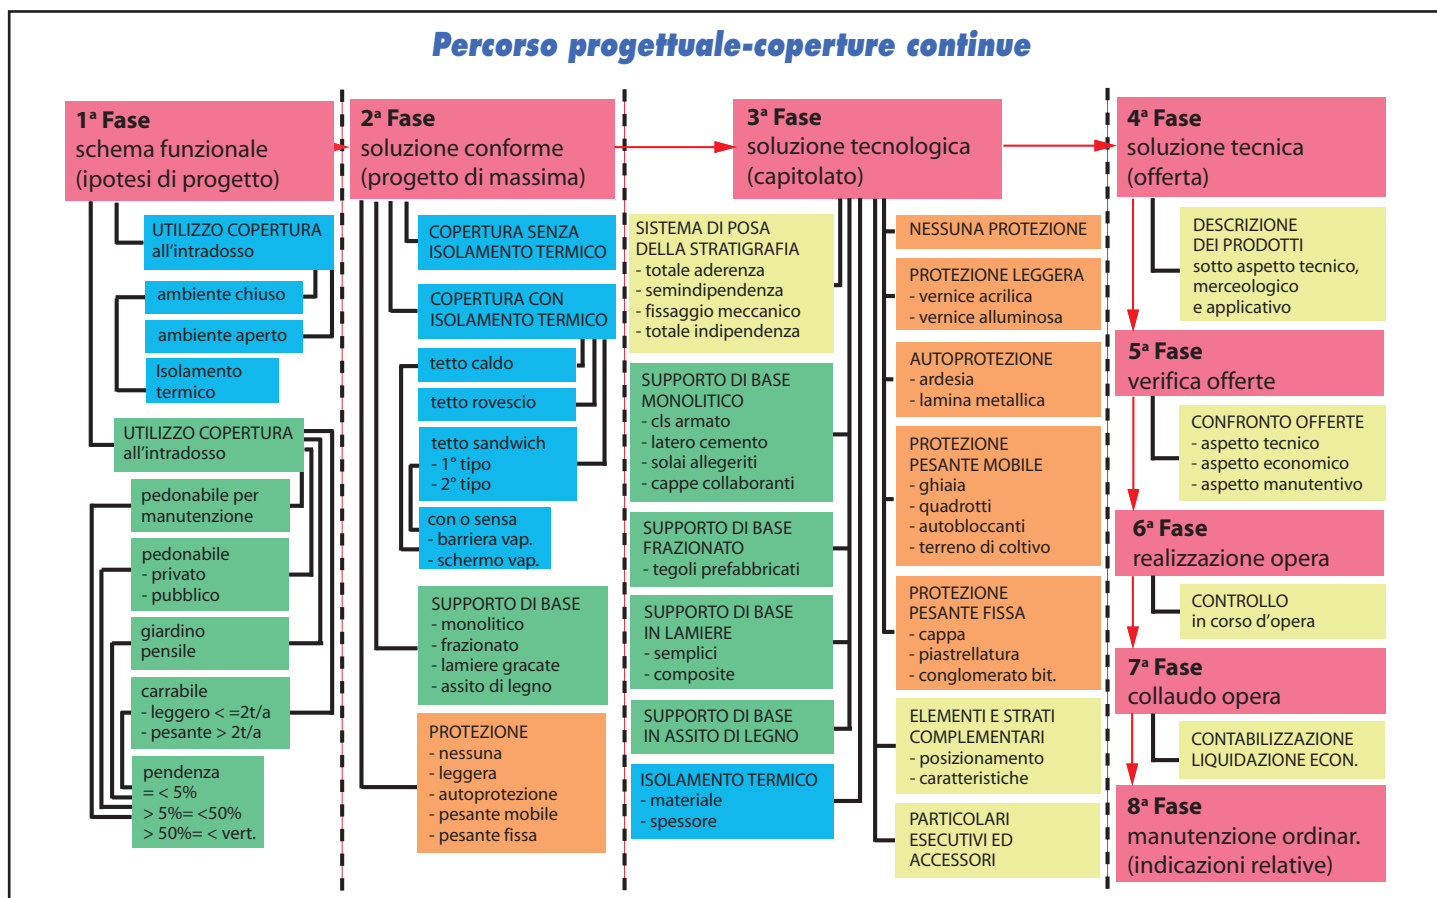 Percorso progettuale-coperture continue
1ª Fase
schema funzionale
(ipotesi di progetto)
UTILIZZO COPERTURA
all'intradosso
ambiente chiuso
ambiente aperto
Isolamento
termico
UTILIZZO COPERTURA
all'intradosso
pedonabile per
manutenzione
pedonabile
- privato
- pubblico
giardino
pensile
carrabile
- leggero < =2t/a
- pesante > 2t/a
pendenza
= < 5%
> 5%= <50%
> 50%= < vert.
2ª Fase
soluzione conforme
(progetto di massima)
COPERTURA SENZA
ISOLAMENTO TERMICO
COPERTURA CON
ISOLAMENTO TERMICO
tetto caldo
tetto rovescio
tetto sandwich
- 1° tipo
- 2° tipo
con o sensa
- barriera vap.
- schermo vap.
SUPPORTO DI BASE
- monolitico
- frazionato
- lamiere gracate
- assito di legno
PROTEZIONE
- nessuna
- leggera
- autoprotezione
- pesante mobile
- pesante fissa
3ª Fase
soluzione tecnologica
(capitolato)
SISTEMA DI POSA
DELLA STRATIGRAFIA
- totale aderenza
- semindipendenza
- fissaggio meccanico
- totale indipendenza
SUPPORTO DI BASE
MONOLITICO
- cls armato
- latero cemento
- solai allegeriti
- cappe collaboranti
SUPPORTO DI BASE
FRAZIONATO
- tegoli prefabbricati
SUPPORTO DI BASE
IN LAMIERE
- semplici
- composite
SUPPORTO DI BASE
IN ASSITO DI LEGNO
ISOLAMENTO TERMICO
- materiale
- spessore
NESSUNA PROTEZIONE
PROTEZIONE LEGGERA
- vernice acrilica
- vernice alluminosa
AUTOPROTEZIONE
- ardesia
- lamina metallica
PROTEZIONE
PESANTE MOBILE
- ghiaia
- quadrotti
- autobloccanti
- terreno di coltivo
PROTEZIONE
PESANTE FISSA
- cappa
- piastrellatura
- conglomerato bit.
ELEMENTI E STRATI
COMPLEMENTARI
- posizionamento
- caratteristiche
PARTICOLARI
ESECUTIVI ED
ACCESSORI
4ª Fase
soluzione tecnica
(offerta)
DESCRIZIONE
DEI PRODOTTI
sotto aspetto tecnico,
merceologico
e applicativo
5ª Fase
verifica offerte
CONFRONTO OFFERTE
- aspetto tecnico
- aspetto economico
- aspetto manutentivo
6ª Fase
realizzazione opera
CONTROLLO
in corso d'opera
7ª Fase
collaudo opera
CONTABILIZZAZIONE
LIQUIDAZIONE ECON.
8ª Fase
manutenzione ordinar.
(indicazioni relative)